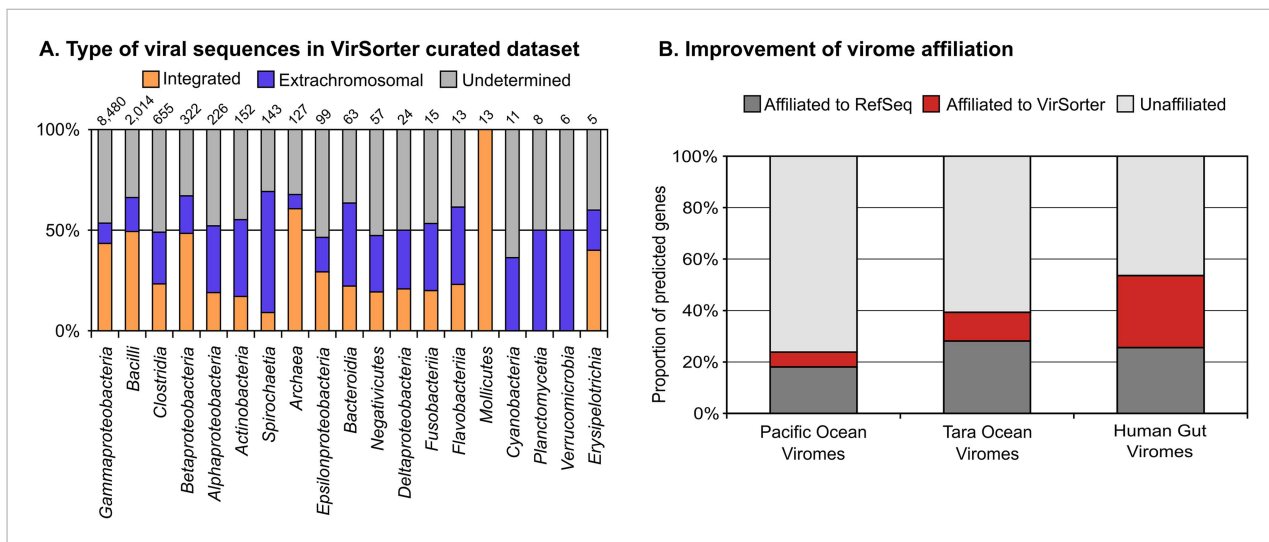 A. Type of viral sequences in VirSorter curated dataset
Integrated Extrachromosomal Undetermined
8,480 2,014 655 322 226 152 143 127 99 63 57 24 15 13 13 11 8 6 5
100%
50%
0%
Gammaproteobacteria
Bacilli
Clostridia
Betaproteobacteria
Alphaproteobacteria
Actinobacteria
Spirochaetia
Archaea
Epsilonproteobacteria
Bacteroidia
Negativicutes
Deltaproteobacteria
Fusobacteriia
Flavobacteriia
Mollicutes
Cyanobacteria
Planctomycetia
Verrucomicrobia
Erysipelotrichia
B. Improvement of virome affiliation
Affiliated to RefSeq Affiliated to VirSorter Unaffiliated
Proportion of predicted genes
100%
80%
60%
40%
20%
0%
Pacific Ocean
Viromes
Tara Ocean
Viromes
Human Gut
Viromes